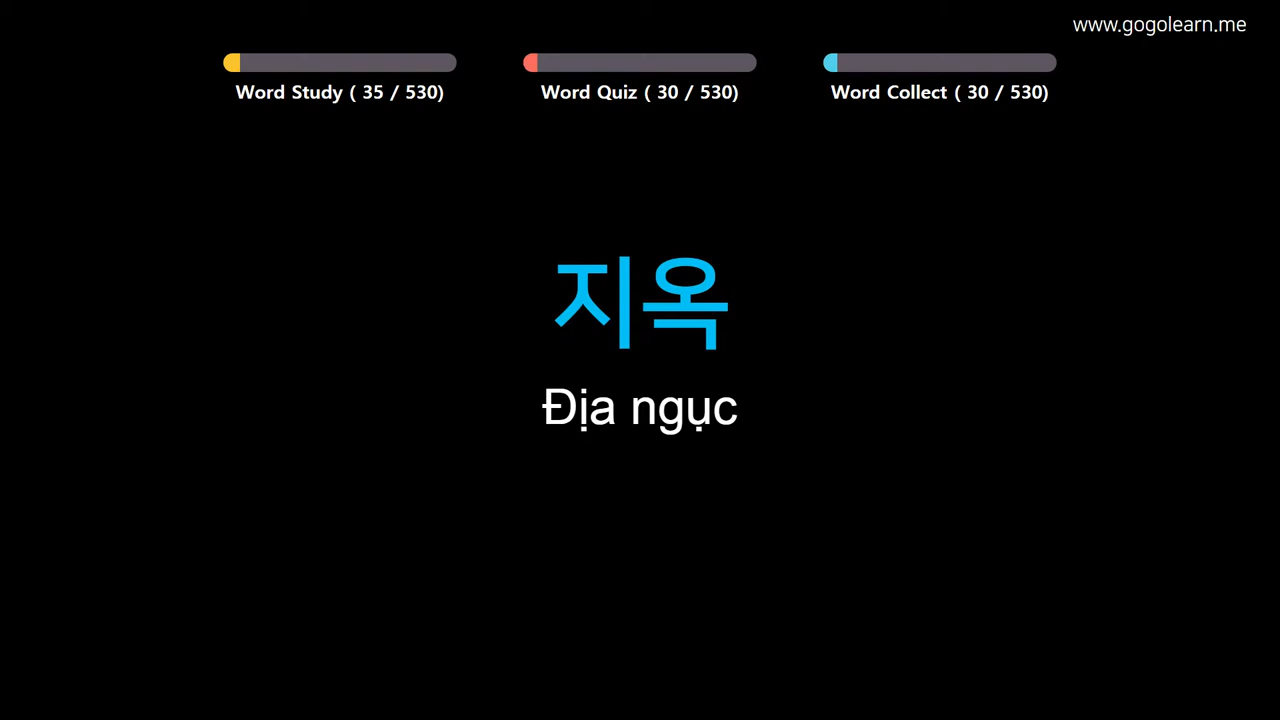 www.gogolearn.me
Word Study ( 35 / 530)
Word Quiz ( 30 / 530)
Word Collect ( 30 / 530)
지옥
Địa ngục